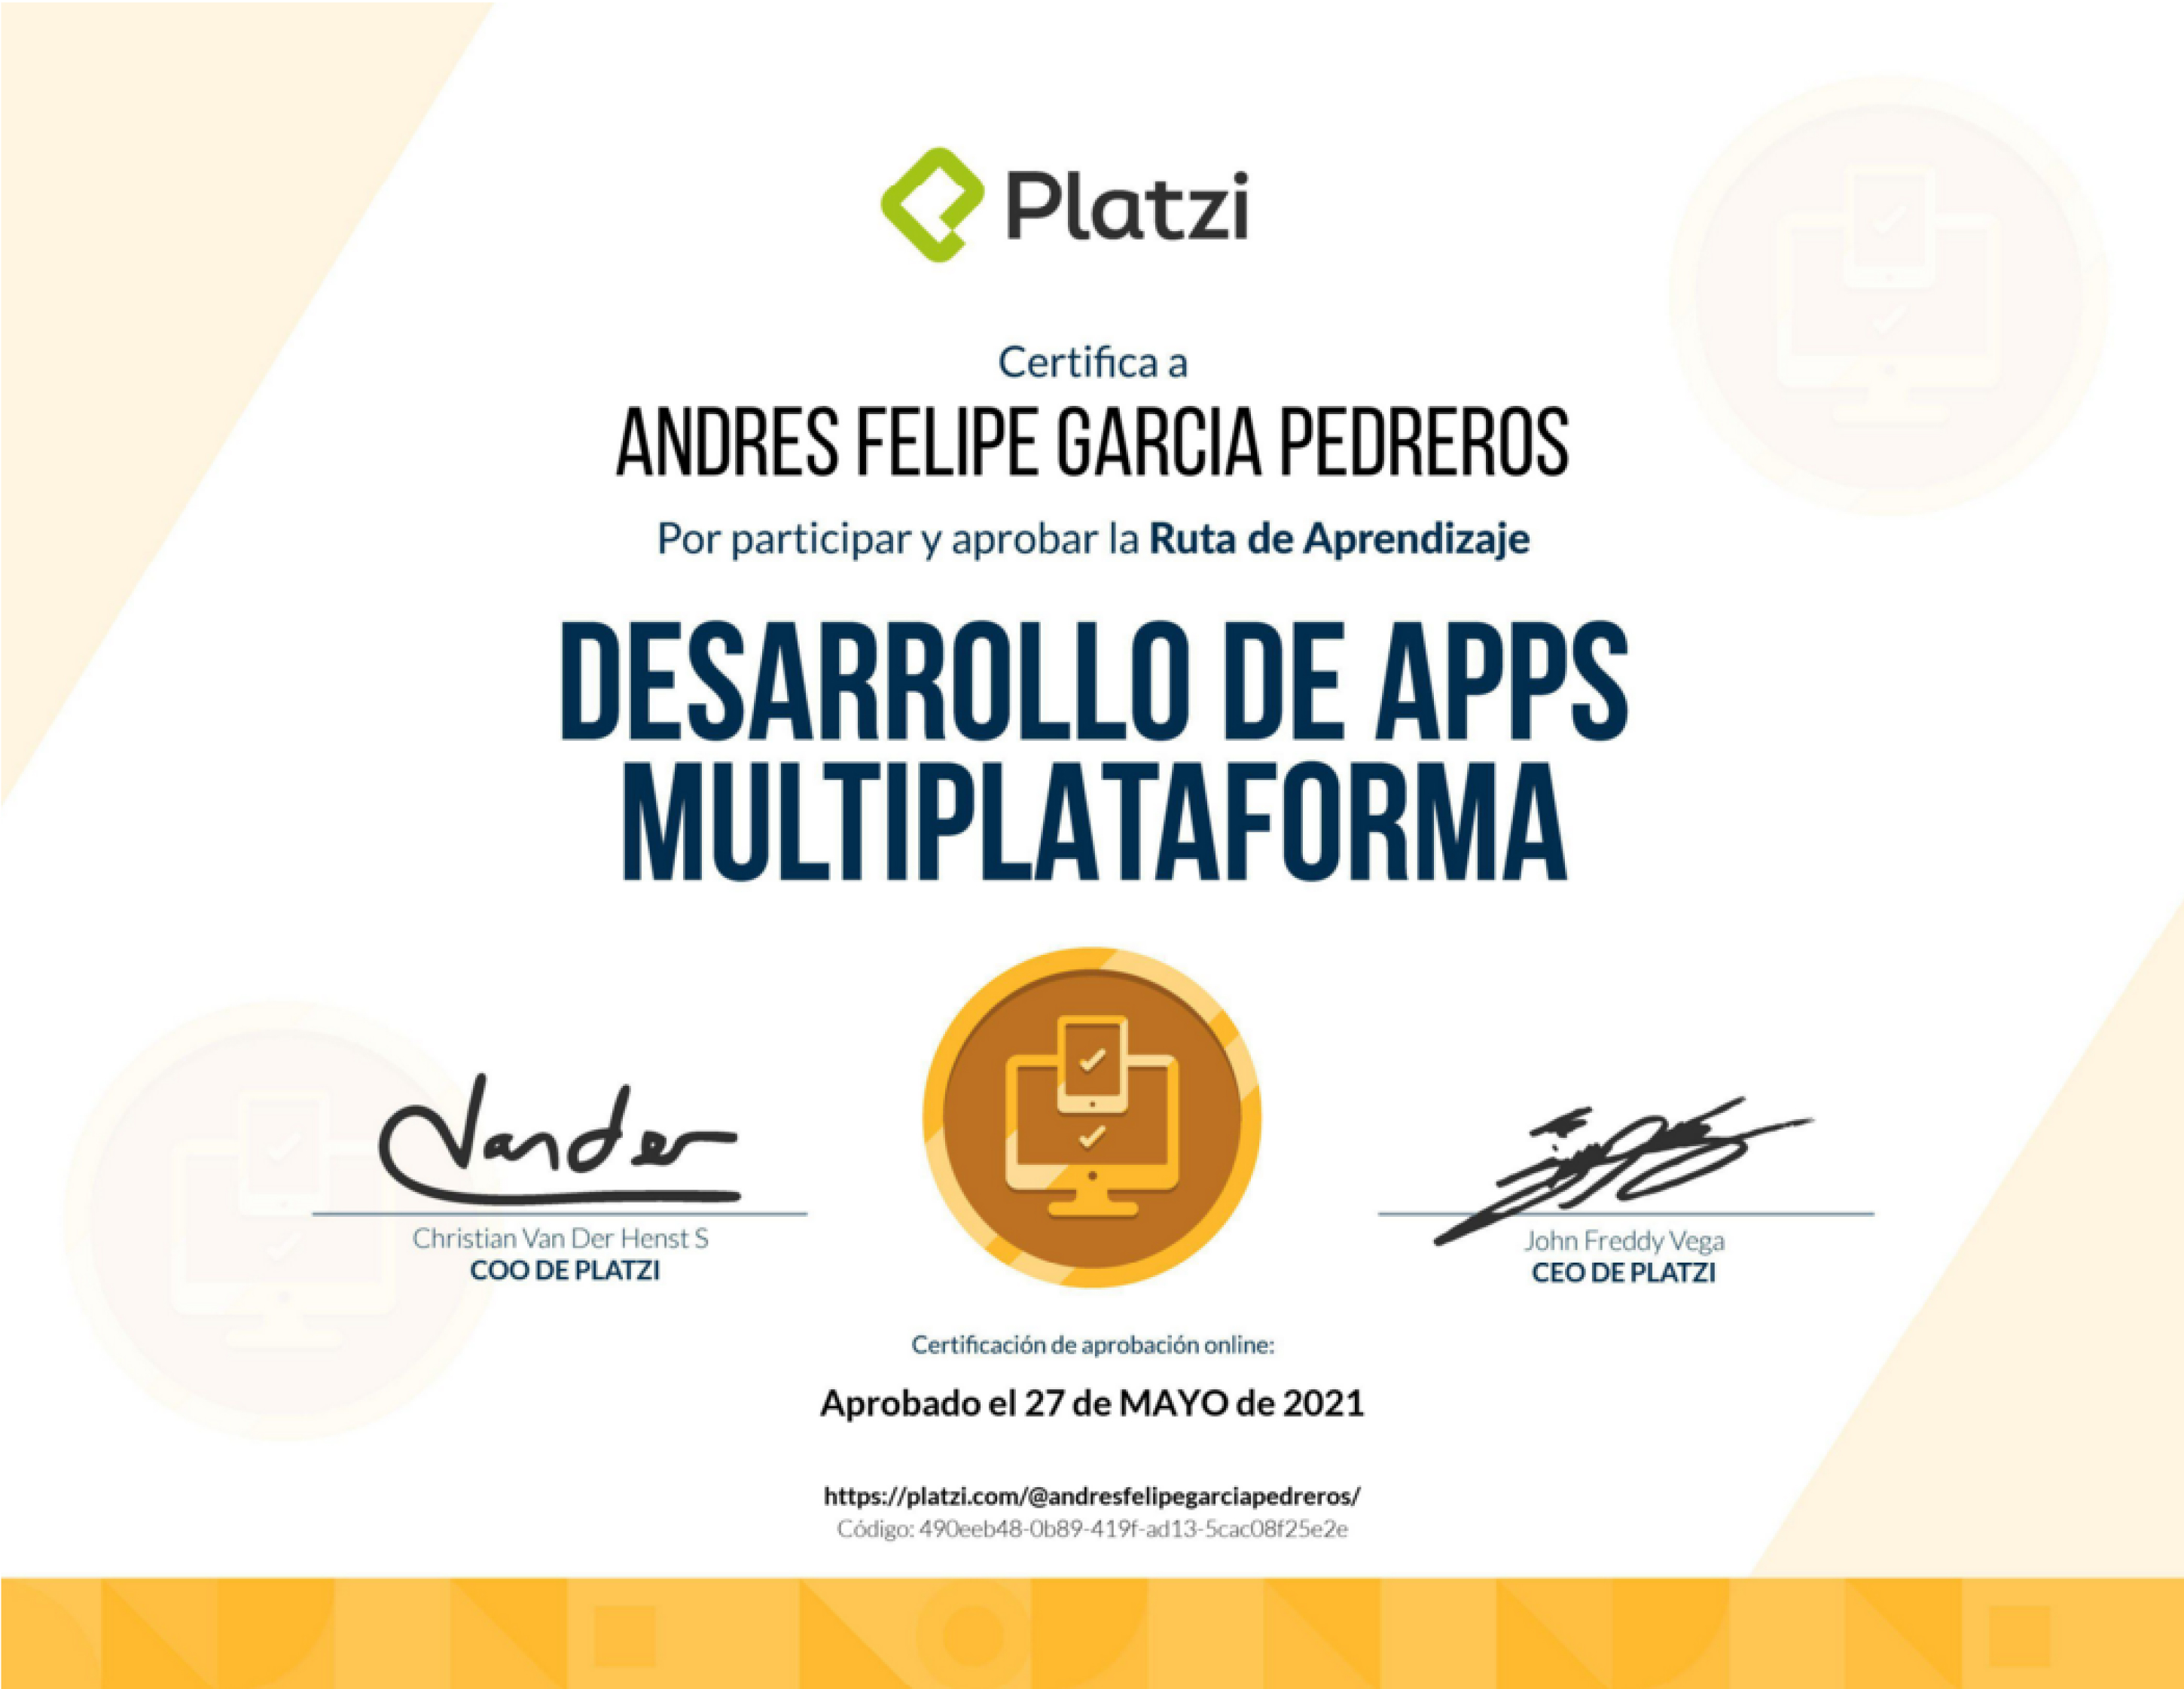 Platzi
Certifica a
ANDRES FELIPE GARCIA PEDREROS
Por participar y aprobar la Ruta de Aprendizaje
DESARROLLO DE APPS
MULTIPLATAFORMA
Vander
Christian Van Der Henst S
COO DE PLATZI
John Freddy Vega
CEO DE PLATZI
Certificación de aprobación online:
Aprobado el 27 de MAYO de 2021
https://platzi.com/@andresfelipegarciapedreros/
Código: 490eeb48-0b89-419f-ad13-5cac08f25e2e